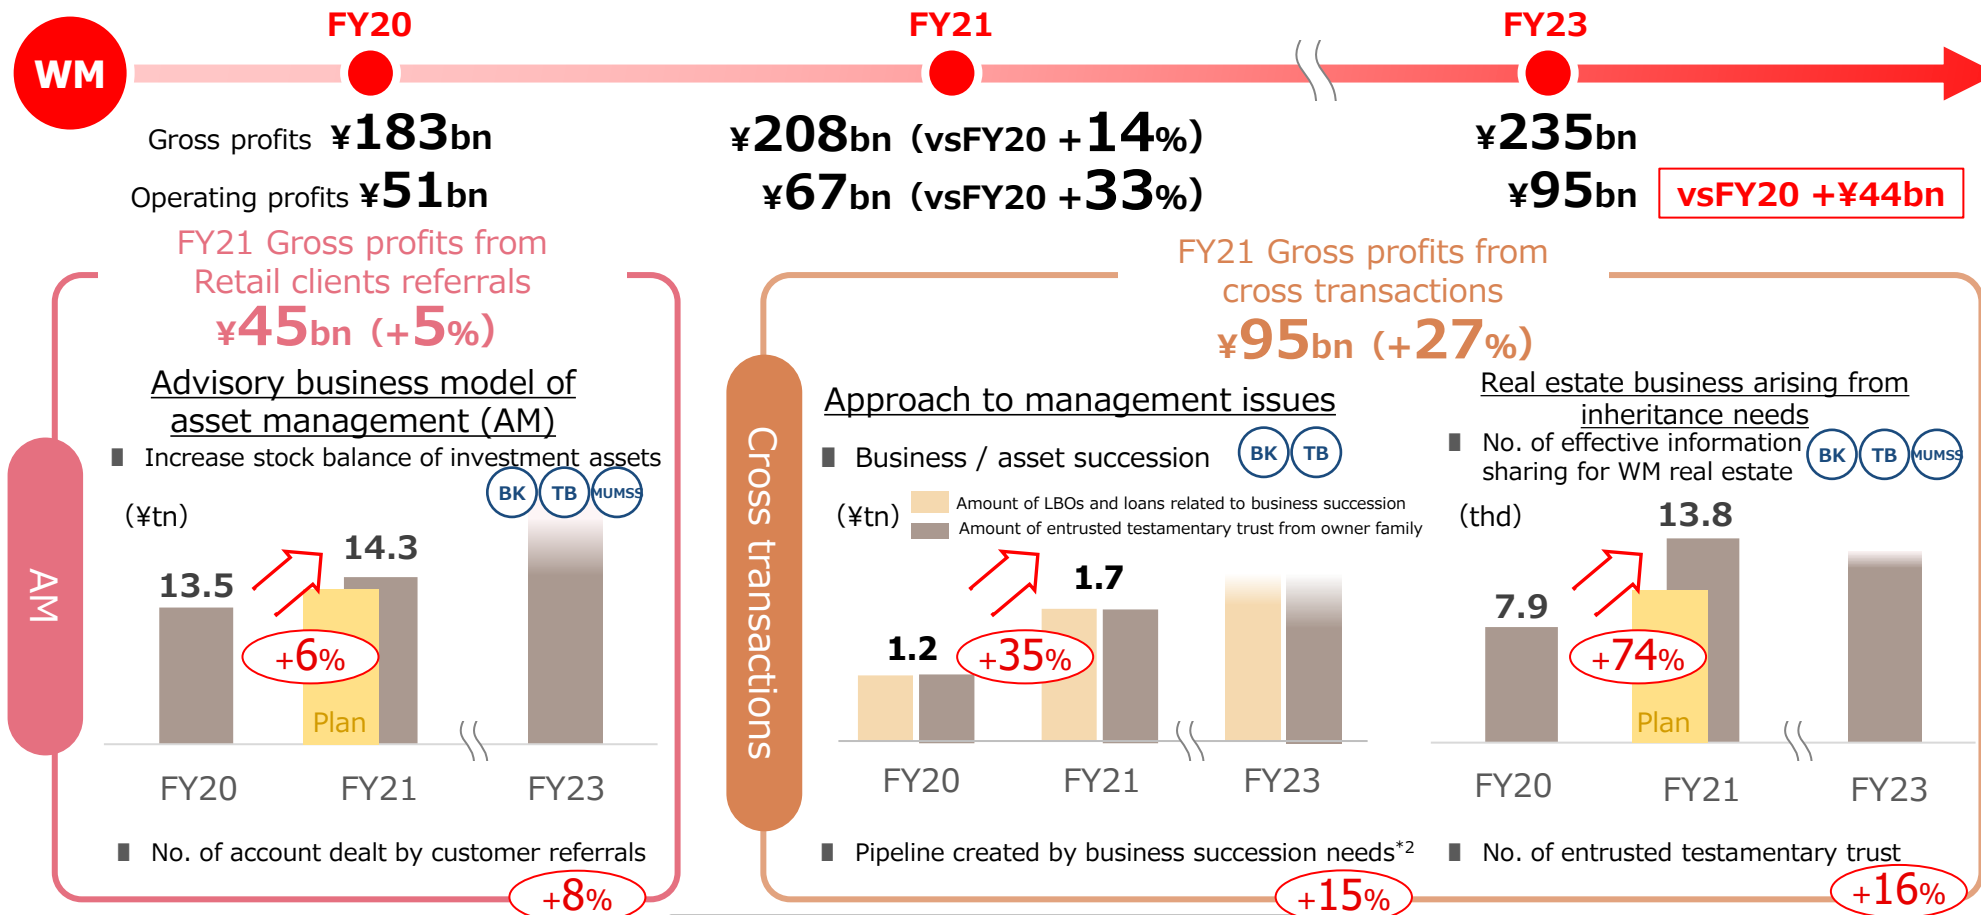 WM
FY20
FY21
FY23
Gross profits ¥183bn
¥208bn (vsFY20 +14%)
¥235bn
Operating profits ¥51bn
¥67bn (vsFY20 +33%)
¥95bn
vsFY20 +¥44bn
AM
FY21 Gross profits from
Retail clients referrals
¥45bn (+5%)
Advisory business model of
asset management (AM)
■ Increase stock balance of investment assets
BK TB MUMSS
(¥tn)
13.5
14.3
+6%
Plan
FY20
FY21
FY23
■ No. of account dealt by customer referrals
+8%
Cross transactions
FY21 Gross profits from
cross transactions
¥95bn (+27%)
Approach to management issues
■ Business / asset succession
BK TB
(¥tn)
Amount of LBOs and loans related to business succession
Amount of entrusted testamentary trust from owner family
1.2
1.7
+35%
FY20
FY21
FY23
■ Pipeline created by business succession needs*2
+15%
Real estate business arising from
inheritance needs
■ No. of effective information
sharing for WM real estate
BK TB MUMSS
(thd)
7.9
13.8
+74%
Plan
FY20
FY21
FY23
■ No. of entrusted testamentary trust
+16%